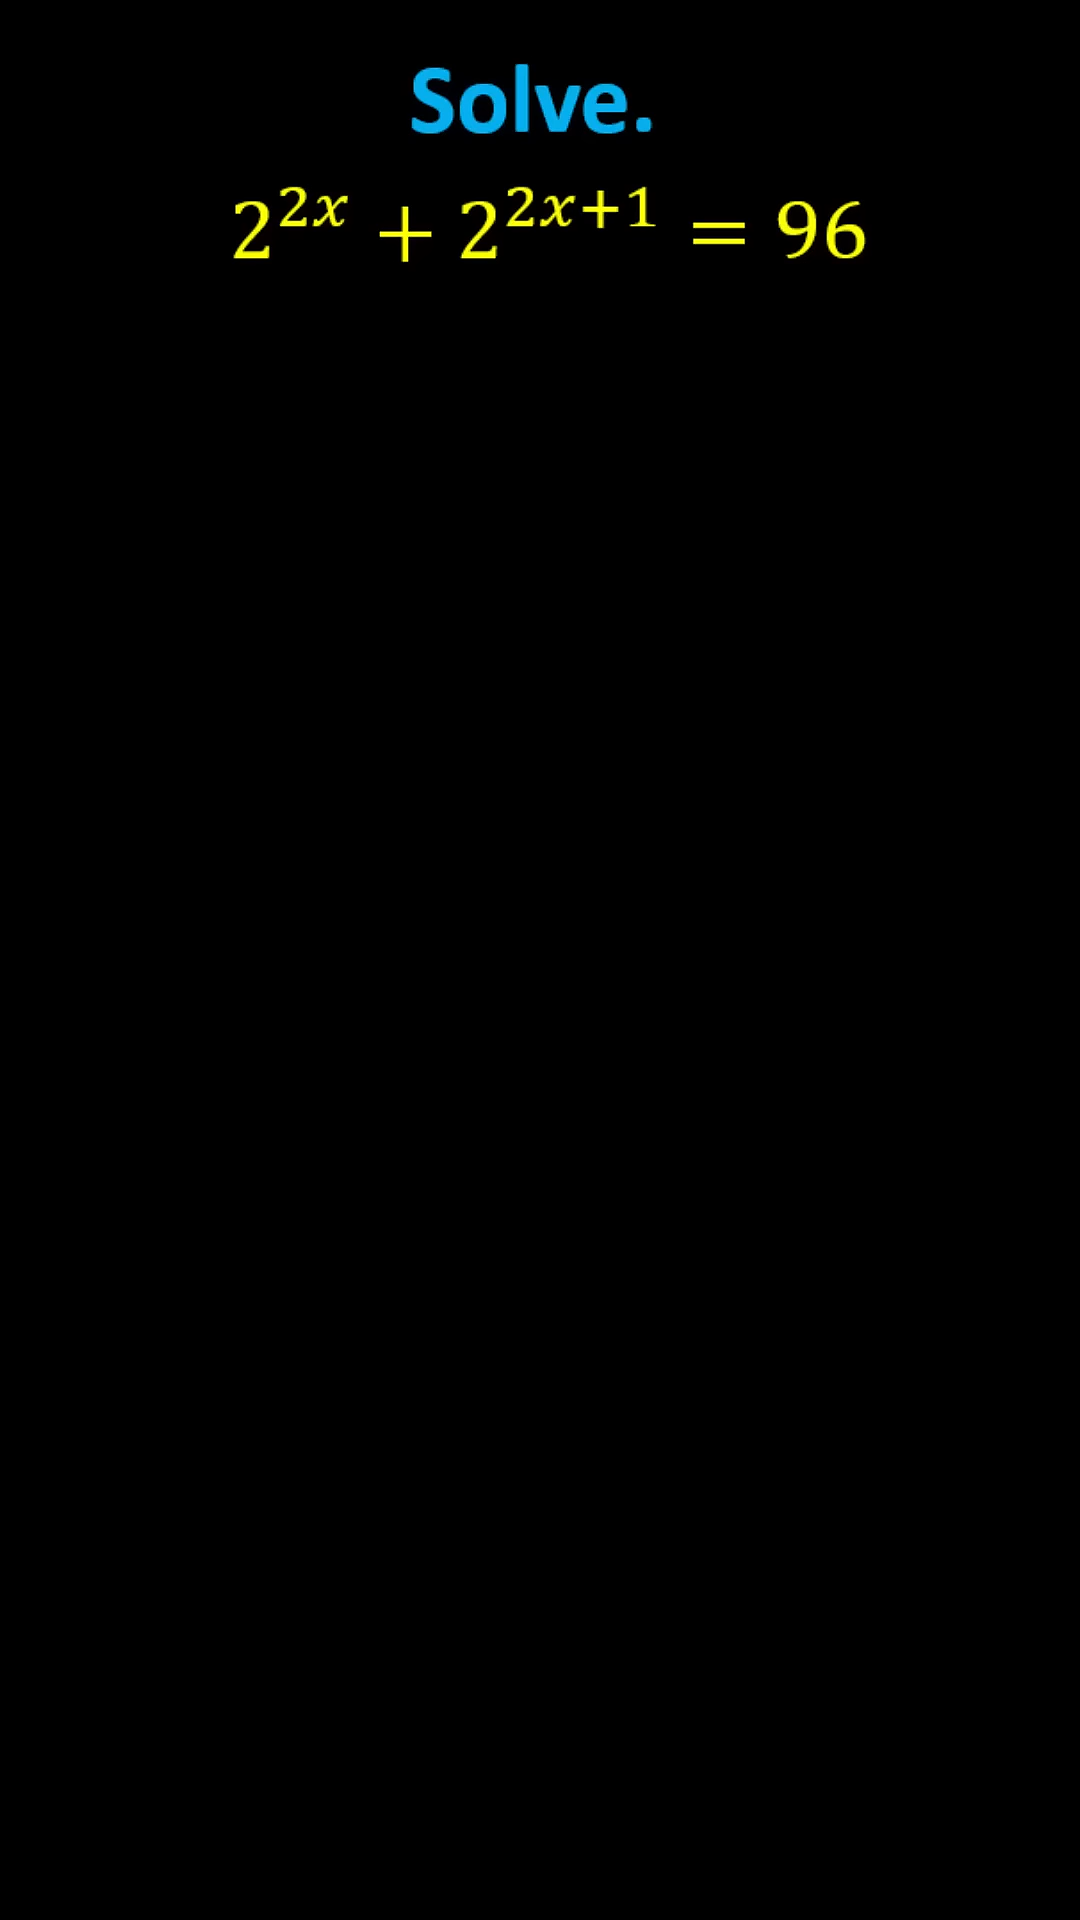 Solve.
2^{2x} + 2^{2x+1} = 96